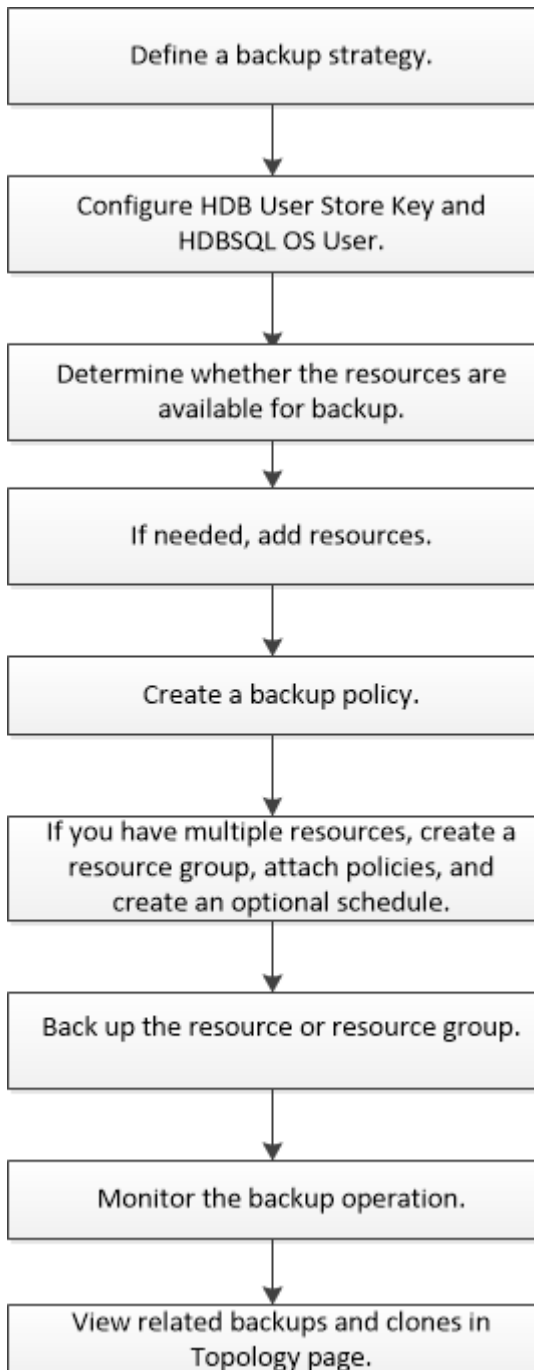 Define a backup strategy.
Configure HDB User Store Key and
HDBSQL OS User.
Determine whether the resources are
available for backup.
If needed, add resources.
Create a backup policy.
If you have multiple resources, create a
resource group, attach policies, and
create an optional schedule.
Back up the resource or resource group.
Monitor the backup operation.
View related backups and clones in
Topology page.